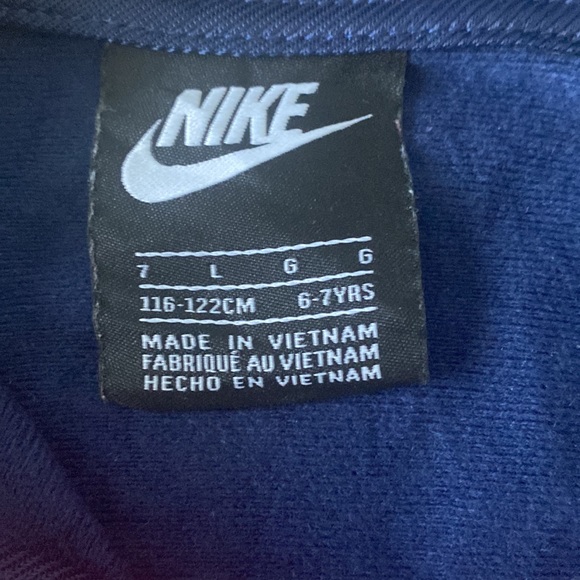 NIKE
7 L G G
116-122CM 6-7YRS
MADE IN VIETNAM
FABRIQUÉ AU VIETNAM
HECHO EN VIETNAM